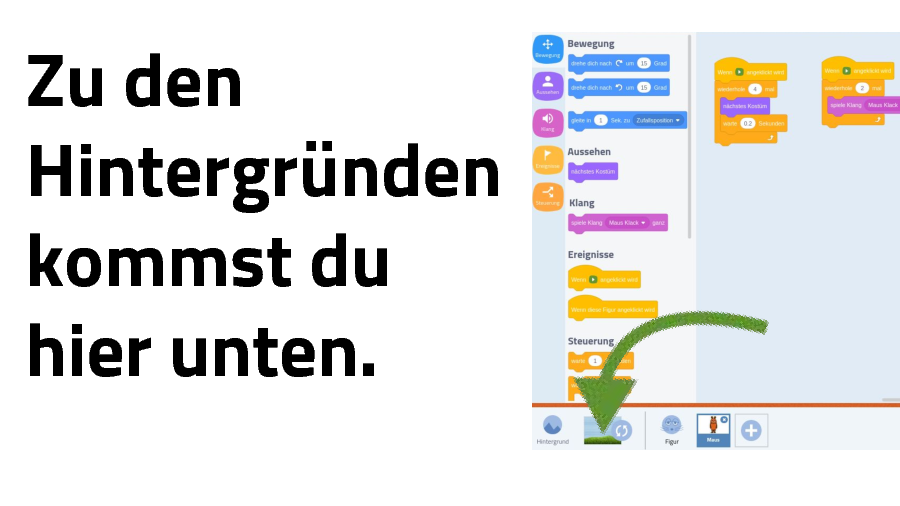 Zu den
Hintergründen
kommst du
hier unten.
Bewegung
Bewegung
drehe dich nach um 15 Grad
drehe dich nach um 15 Grad
gleite in 1 Sek. zu Zufallsposition
Aussehen
Aussehen
nächstes Kostüm
Klang
Klang
spiele Klang Maus Klack ganz
Ereignisse
Ereignisse
Wenn angeklickt wird
Wenn diese Figur angeklickt wird
Steuerung
Steuerung
warte 1
Wenn angeklickt wird
wiederhole 4 mal
nächstes Kostüm
warte 0.2 Sekunden
Wenn angeklickt wird
wiederhole 2 mal
spiele Klang Maus Klack
Hintergrund
Figur
Maus